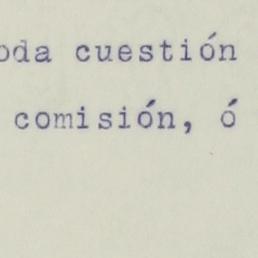 oda cuestión
comisión, ó